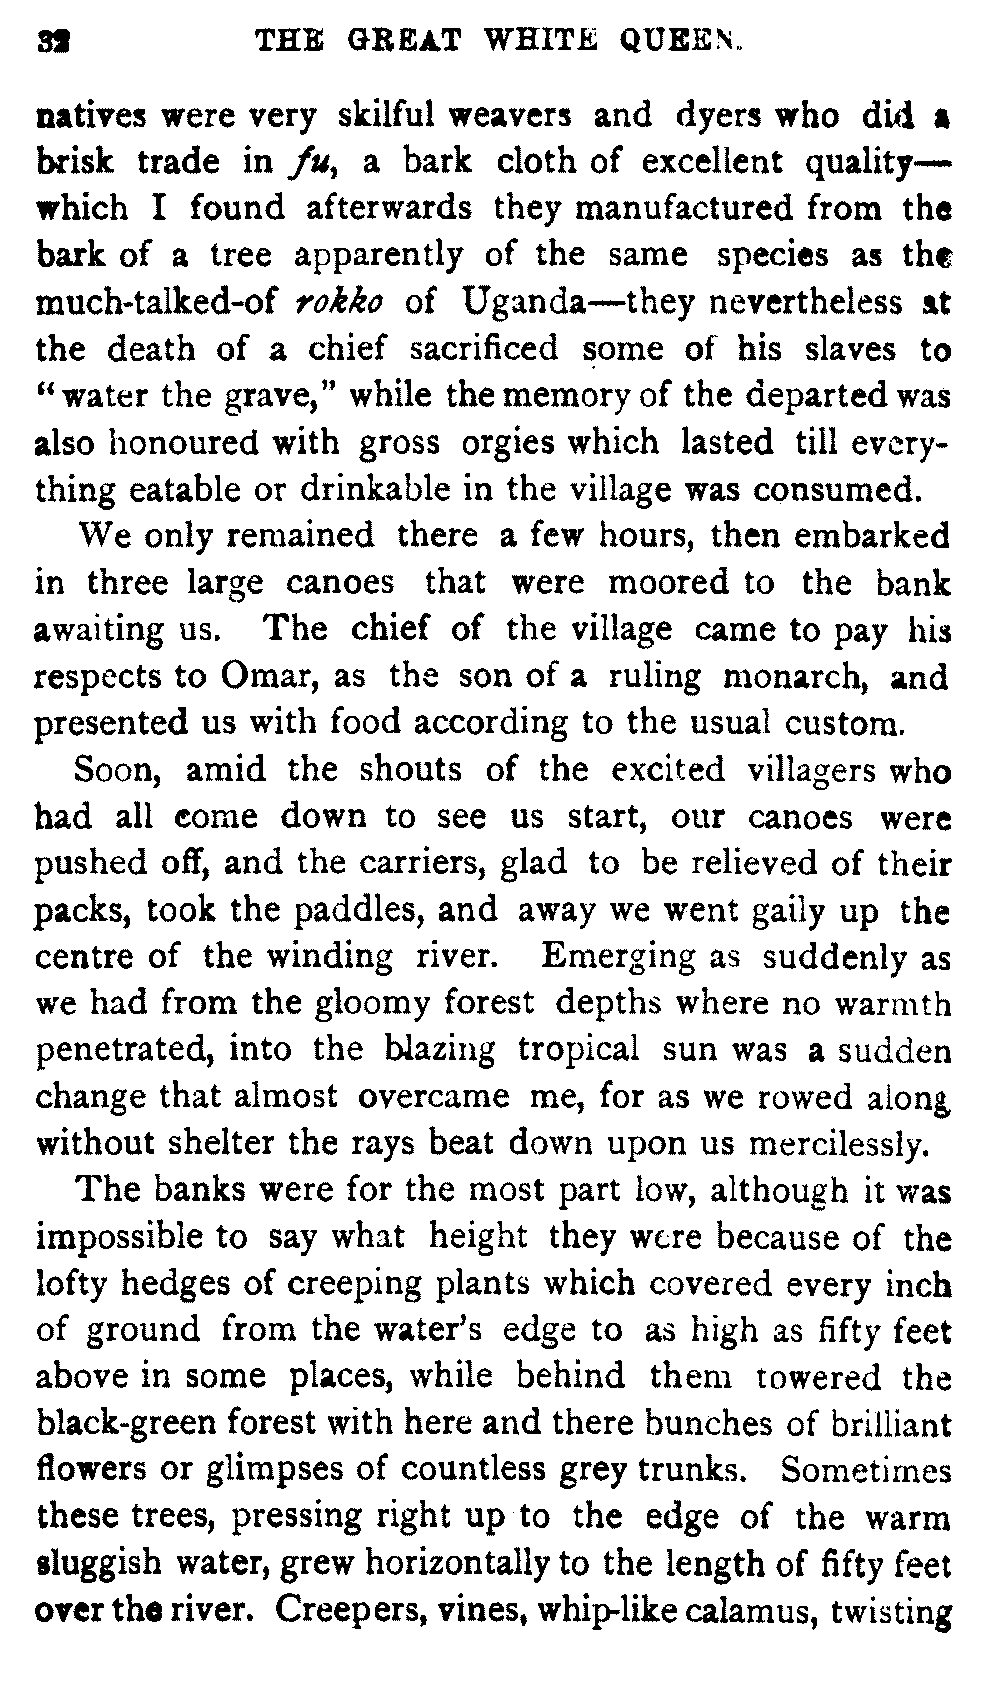 32 THE GREAT WHITE QUEEN.
natives were very skilful weavers and dyers who did a
brisk trade in fu, a bark cloth of excellent quality—
which I found afterwards they manufactured from the
bark of a tree apparently of the same species as the
much-talked-of rokko of Uganda—they nevertheless at
the death of a chief sacrificed some of his slaves to
“water the grave,” while the memory of the departed was
also honoured with gross orgies which lasted till every-
thing eatable or drinkable in the village was consumed.
We only remained there a few hours, then embarked
in three large canoes that were moored to the bank
awaiting us. The chief of the village came to pay his
respects to Omar, as the son of a ruling monarch, and
presented us with food according to the usual custom.
Soon, amid the shouts of the excited villagers who
had all come down to see us start, our canoes were
pushed off, and the carriers, glad to be relieved of their
packs, took the paddles, and away we went gaily up the
centre of the winding river. Emerging as suddenly as
we had from the gloomy forest depths where no warmth
penetrated, into the blazing tropical sun was a sudden
change that almost overcame me, for as we rowed along
without shelter the rays beat down upon us mercilessly.
The banks were for the most part low, although it was
impossible to say what height they were because of the
lofty hedges of creeping plants which covered every inch
of ground from the water’s edge to as high as fifty feet
above in some places, while behind them towered the
black-green forest with here and there bunches of brilliant
flowers or glimpses of countless grey trunks. Sometimes
these trees, pressing right up to the edge of the warm
sluggish water, grew horizontally to the length of fifty feet
over the river. Creepers, vines, whip-like calamus, twisting